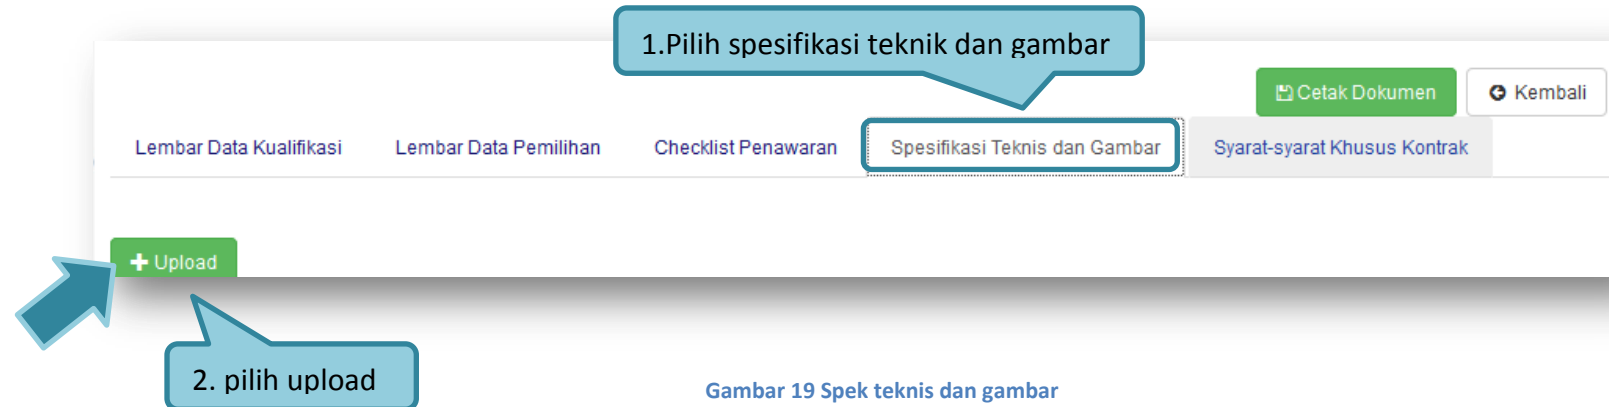 1.Pilih spesifikasi teknik dan gambar
Cetak Dokumen Kembali
Lembar Data Kualifikasi Lembar Data Pemilihan Checklist Penawaran Spesifikasi Teknis dan Gambar Syarat-syarat Khusus Kontrak
+ Upload
2. pilih upload
Gambar 19 Spek teknis dan gambar